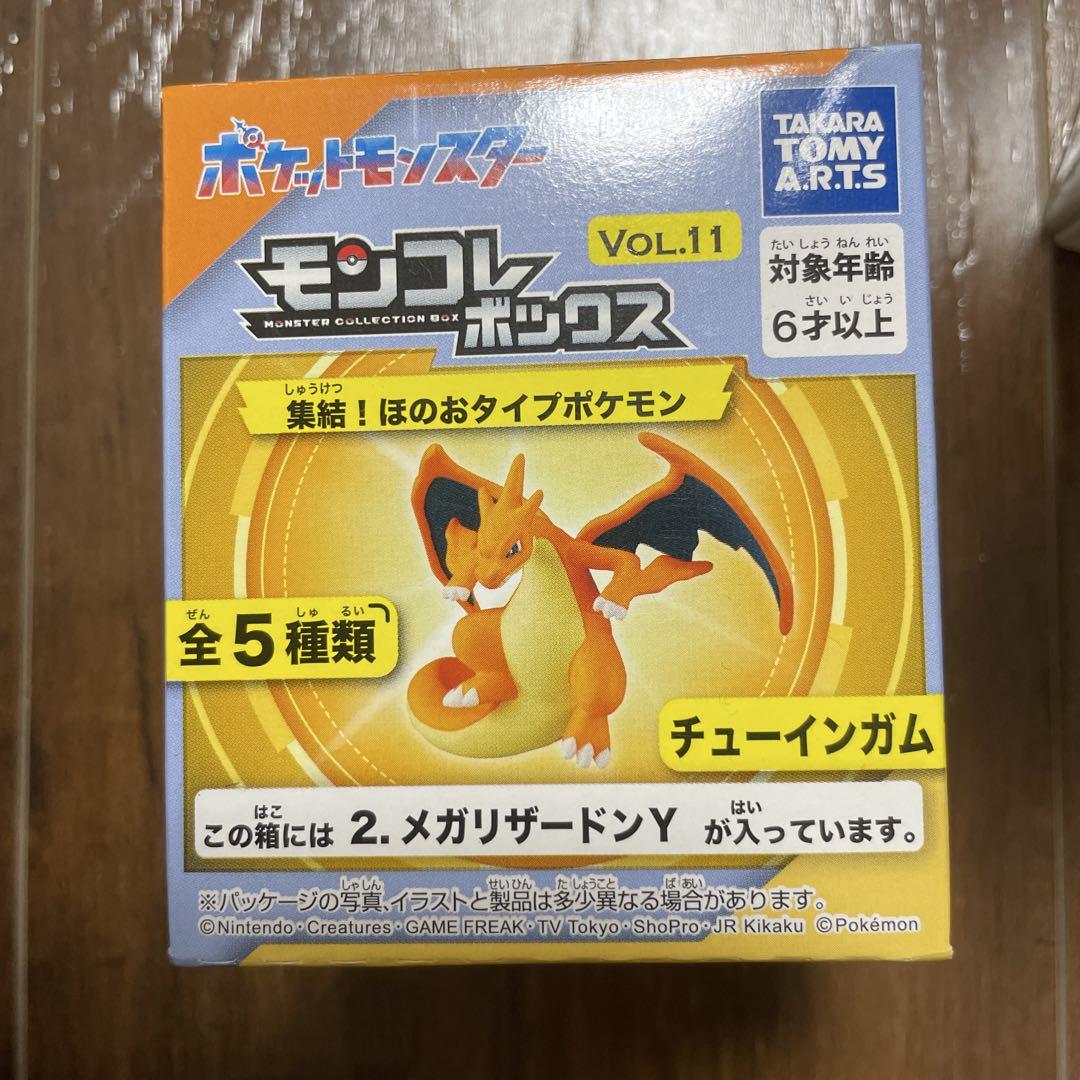 ポケットモンスター
TAKARA
TOMY
A.R.T.S
モンコレ
MONSTER COLLECTION BOX
ボックス
VOL.11
たいしょうねんれい
対象年齢
さいいじょう
6才以上
しゅうけつ
集結!ほのおタイプポケモン
ぜん しゅ るい
全5種類
チューインガム
はこ はい
この箱には 2.メガリザードンY が入っています。
しゃしん せいひん たしょうこと ばあい
※パッケージの写真、イラストと製品は多少異なる場合があります。
©Nintendo・Creatures・GAME FREAK・TV Tokyo・ShoPro・JR Kikaku ©Pokémon